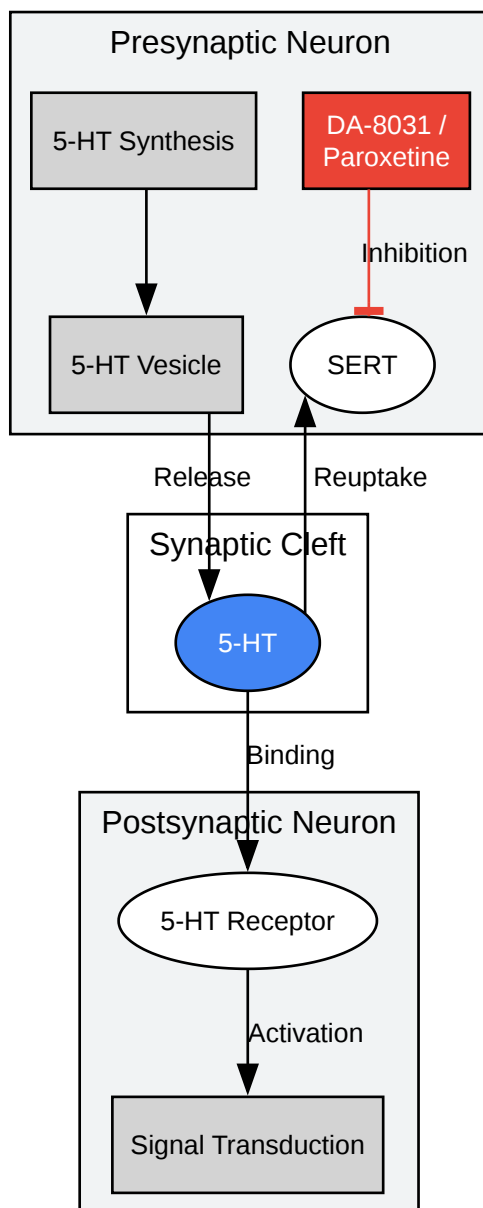 Presynaptic Neuron
5-HT Synthesis
DA-8031 /
Paroxetine
Inhibition
5-HT Vesicle
SERT
Release
Reuptake
Synaptic Cleft
5-HT
Binding
Postsynaptic Neuron
5-HT Receptor
Activation
Signal Transduction